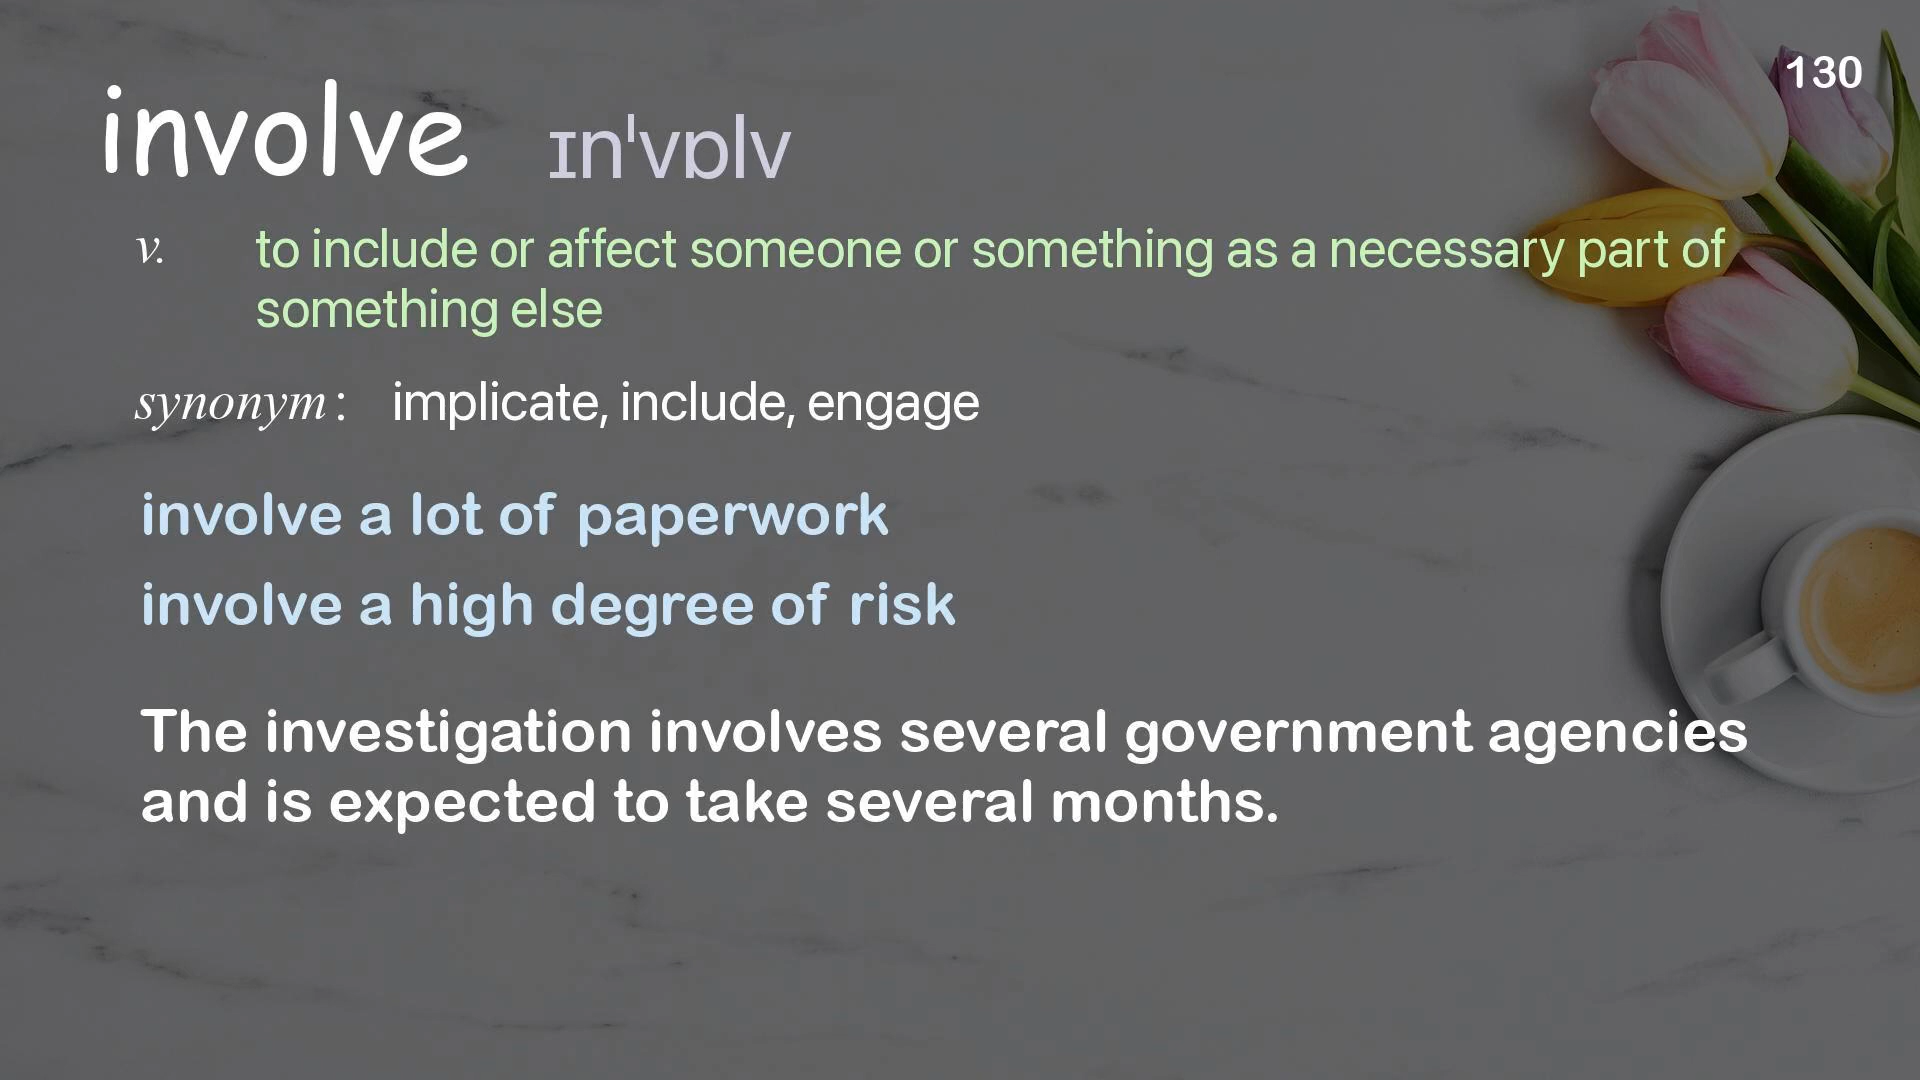 130
involve ɪnˈvɒlv
v. to include or affect someone or something as a necessary part of
something else
synonym: implicate, include, engage
involve a lot of paperwork
involve a high degree of risk
The investigation involves several government agencies
and is expected to take several months.